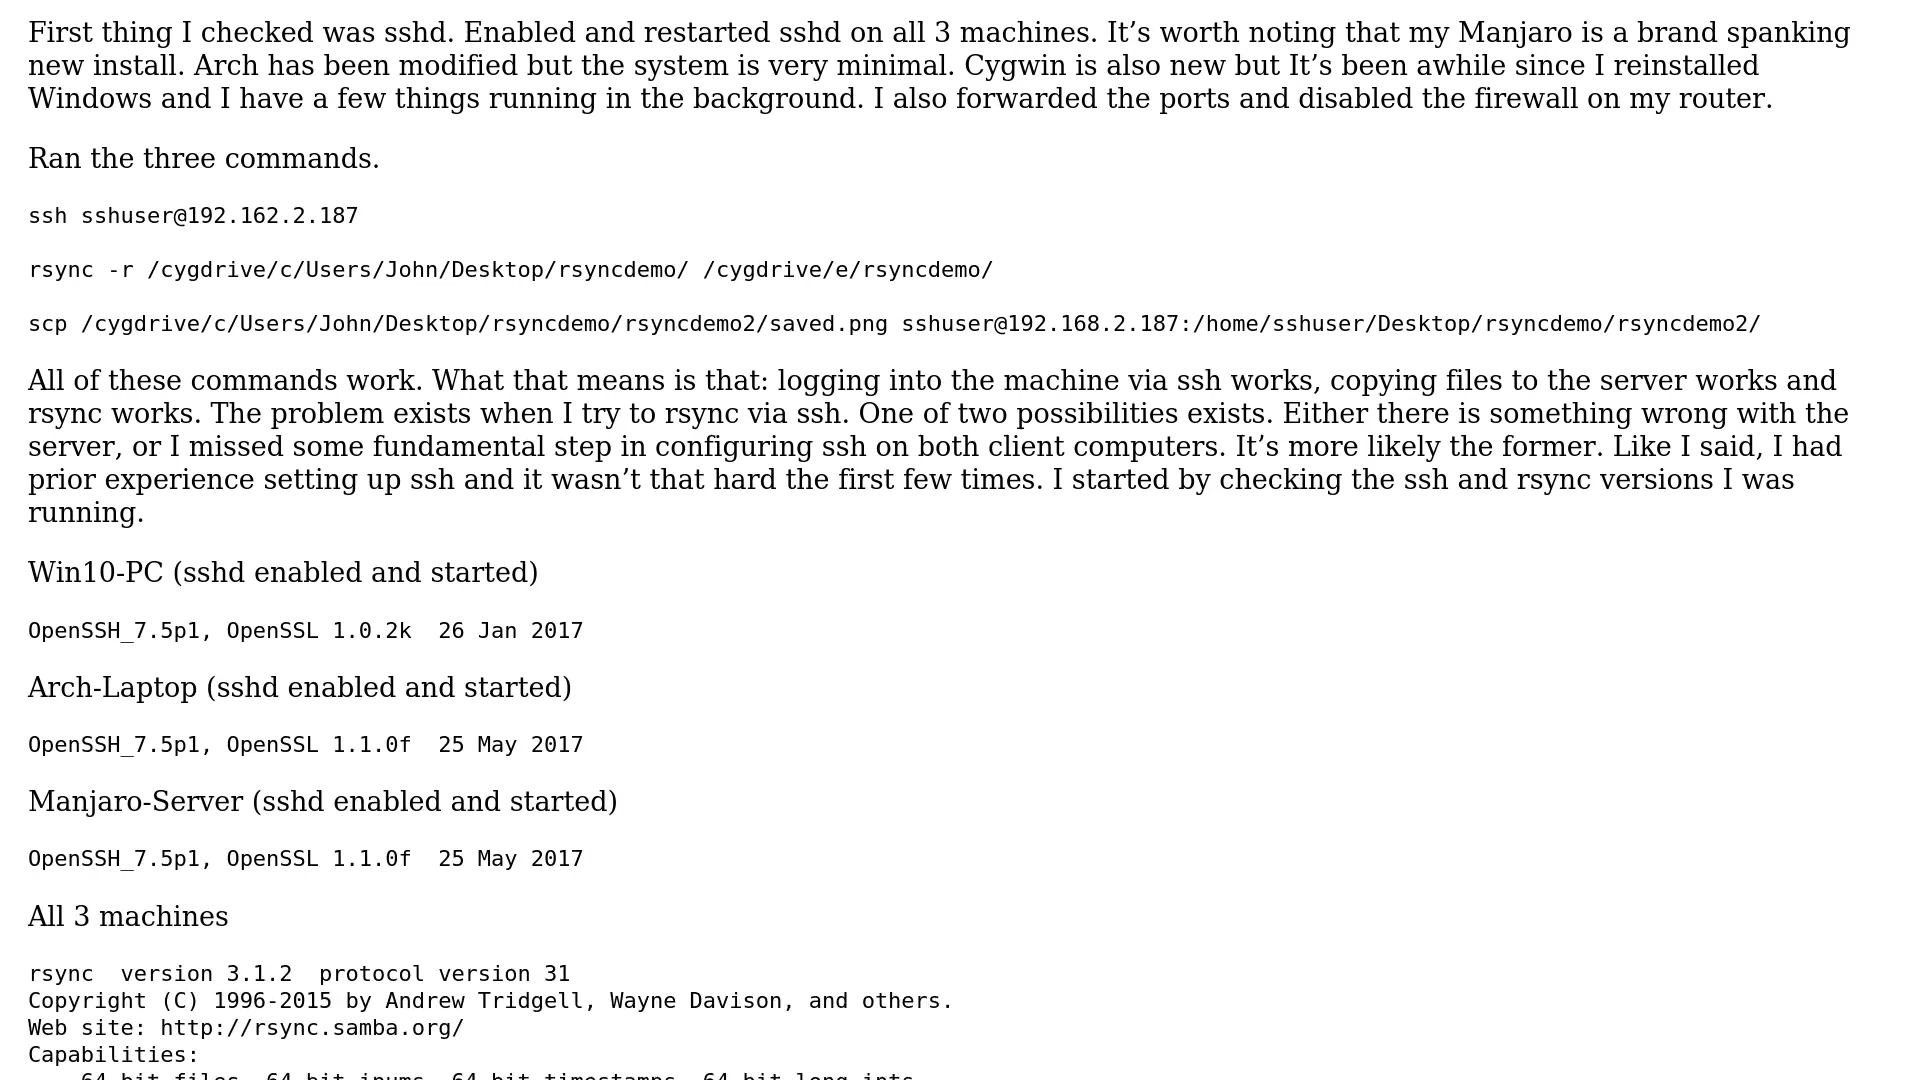 First thing I checked was sshd. Enabled and restarted sshd on all 3 machines. It’s worth noting that my Manjaro is a brand spanking
new install. Arch has been modified but the system is very minimal. Cygwin is also new but It’s been awhile since I reinstalled
Windows and I have a few things running in the background. I also forwarded the ports and disabled the firewall on my router.
Ran the three commands.
ssh sshuser@192.162.2.187
rsync -r /cygdrive/c/Users/John/Desktop/rsyncdemo/ /cygdrive/e/rsyncdemo/
scp /cygdrive/c/Users/John/Desktop/rsyncdemo/rsyncdemo2/saved.png sshuser@192.168.2.187:/home/sshuser/Desktop/rsyncdemo/rsyncdemo2/
All of these commands work. What that means is that: logging into the machine via ssh works, copying files to the server works and
rsync works. The problem exists when I try to rsync via ssh. One of two possibilities exists. Either there is something wrong with the
server, or I missed some fundamental step in configuring ssh on both client computers. It’s more likely the former. Like I said, I had
prior experience setting up ssh and it wasn’t that hard the first few times. I started by checking the ssh and rsync versions I was
running.
Win10-PC (sshd enabled and started)
OpenSSH_7.5p1, OpenSSL 1.0.2k  26 Jan 2017
Arch-Laptop (sshd enabled and started)
OpenSSH_7.5p1, OpenSSL 1.1.0f  25 May 2017
Manjaro-Server (sshd enabled and started)
OpenSSH_7.5p1, OpenSSL 1.1.0f  25 May 2017
All 3 machines
rsync  version 3.1.2  protocol version 31
Copyright (C) 1996-2015 by Andrew Tridgell, Wayne Davison, and others.
Web site: http://rsync.samba.org/
Capabilities:
64-bit files, 64-bit inums, 64-bit timestamps, 64-bit long ints,